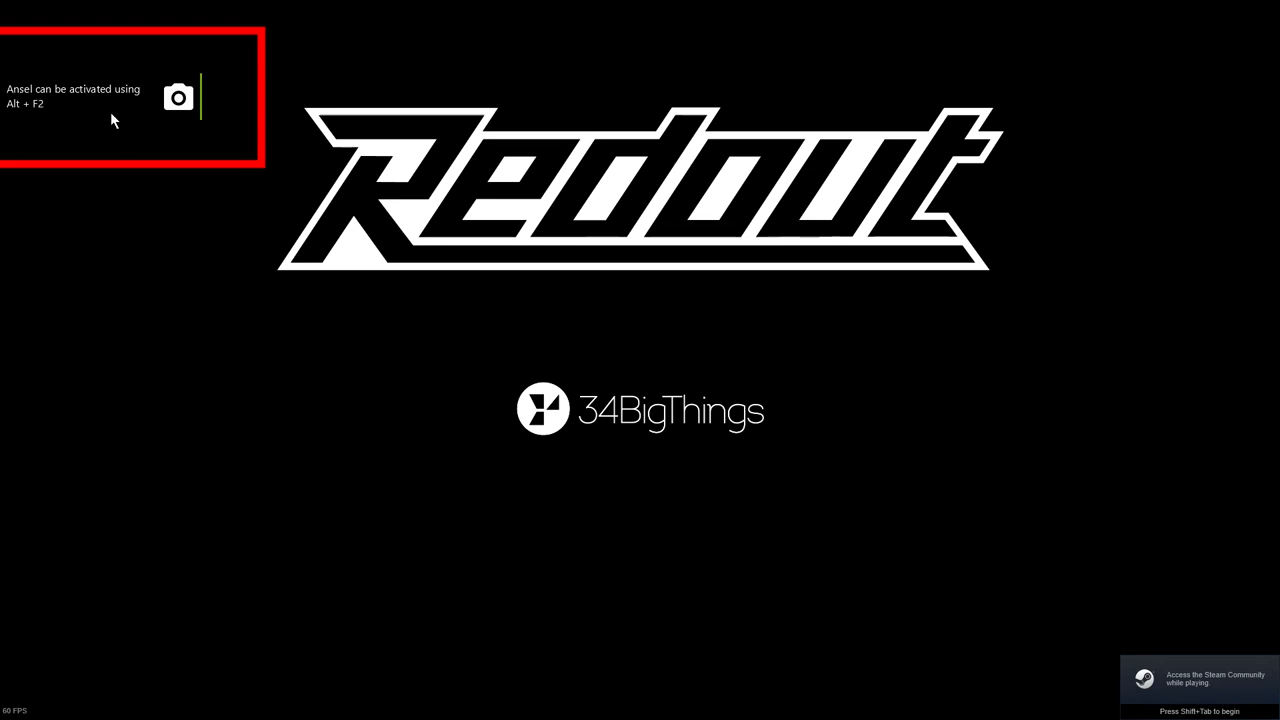 Ansel can be activated using
Alt + F2
Redout
34BigThings
Access the Steam Community
while playing.
Press Shift+Tab to begin
60 FPS